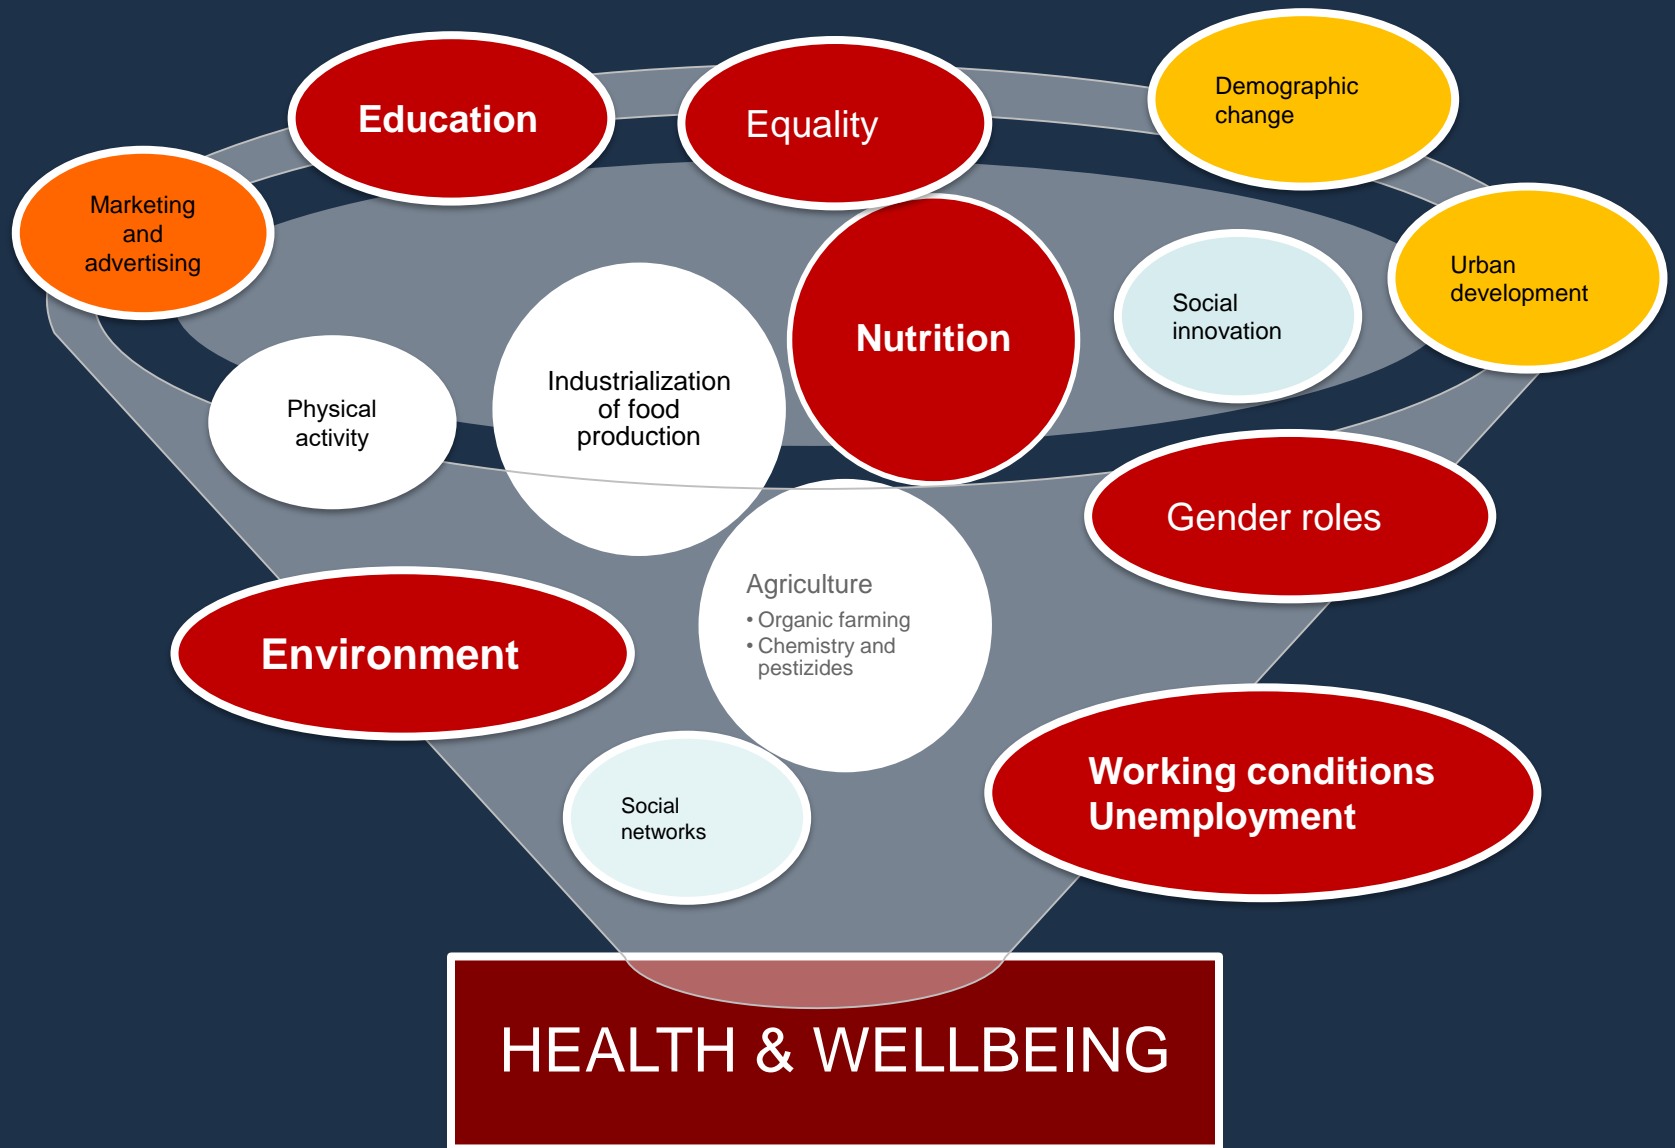 Education
Equality
Demographic
change
Marketing
and
advertising
Urban
development
Social
innovation
Nutrition
Industrialization
of food
production
Physical
activity
Gender roles
Agriculture
• Organic farming
• Chemistry and
pestizides
Environment
Working conditions
Unemployment
Social
networks
HEALTH & WELLBEING